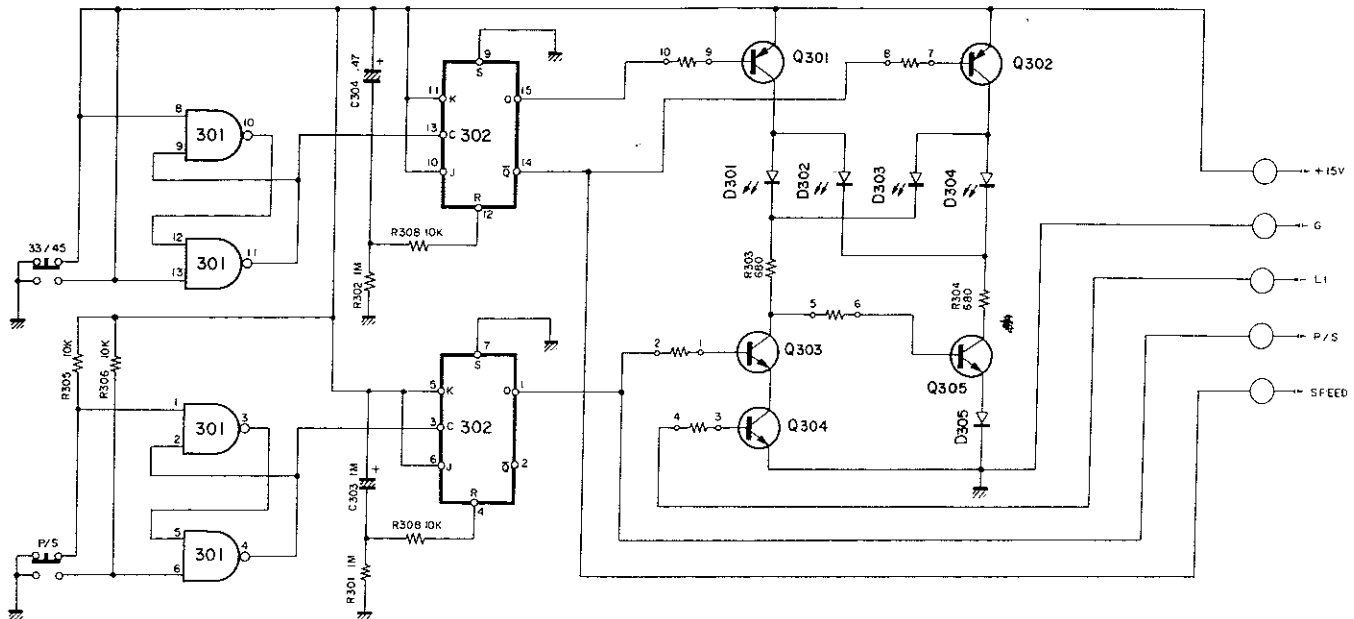 33/45
8
9
301
10
12
13
301
11
R305 10K
R306 10K
P/S
1
2
301
3
5
6
301
4
C304 .47
+
R302 1M
R308 10K
9
S
11 K
Q 15
13 C
302
10 J
Q̅ 14
R
12
C303 1M
+
R301 1M
R308 10K
7
S
5 K
Q 1
3 C
302
6 J
Q̅ 2
R
4
10 9
Q301
8 7
Q302
D301
D302
D303
D304
R303 680
R304 680
5 6
2 1
Q303
4 3
Q304
Q305
D305
+15V
G
L1
P/S
SPEED